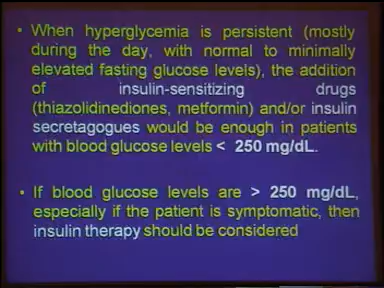 • When hyperglycemia is persistent (mostly
during the day, with normal to minimally
elevated fasting glucose levels), the addition
of insulin-sensitizing drugs
(thiazolidinediones, metformin) and/or insulin
secretagogues would be enough in patients
with blood glucose levels < 250 mg/dL.
• If blood glucose levels are > 250 mg/dL,
especially if the patient is symptomatic, then
insulin therapy should be considered